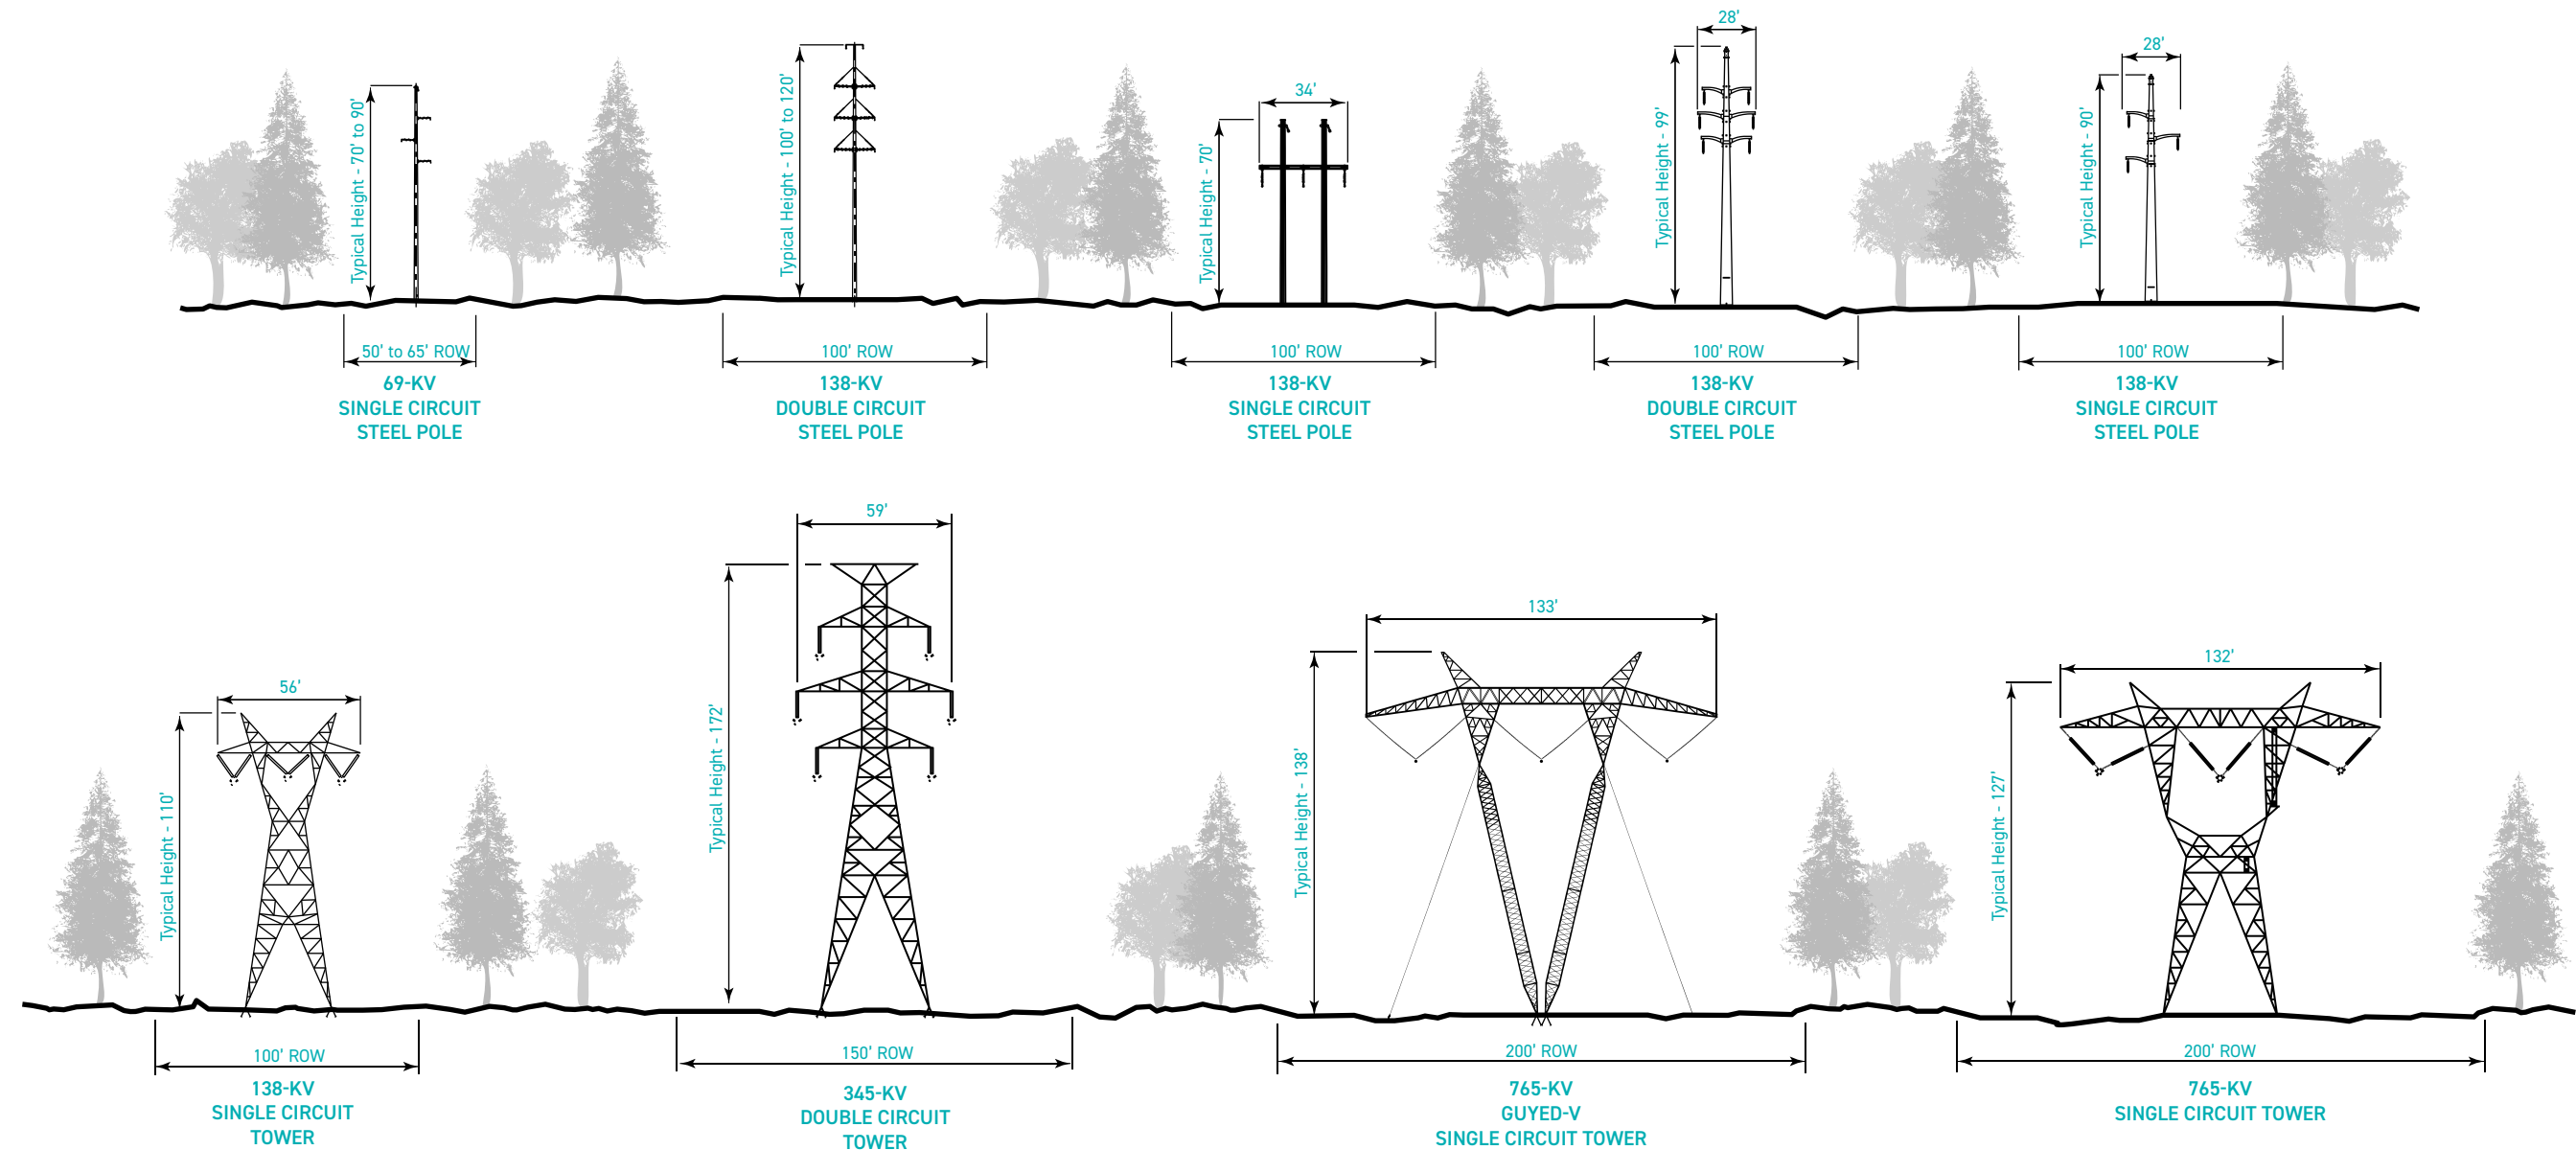 Typical Height - 70' to 90'
50' to 65' ROW
69-KV
SINGLE CIRCUIT
STEEL POLE
Typical Height - 100' to 120'
100' ROW
138-KV
DOUBLE CIRCUIT
STEEL POLE
34'
Typical Height - 70'
100' ROW
138-KV
SINGLE CIRCUIT
STEEL POLE
28'
Typical Height - 99'
100' ROW
138-KV
DOUBLE CIRCUIT
STEEL POLE
28'
Typical Height - 90'
100' ROW
138-KV
SINGLE CIRCUIT
STEEL POLE
56'
Typical Height - 110'
100' ROW
138-KV
SINGLE CIRCUIT
TOWER
59'
Typical Height - 172'
150' ROW
345-KV
DOUBLE CIRCUIT
TOWER
133'
Typical Height - 138'
200' ROW
765-KV
GUYED-V
SINGLE CIRCUIT TOWER
132'
Typical Height - 127'
200' ROW
765-KV
SINGLE CIRCUIT TOWER